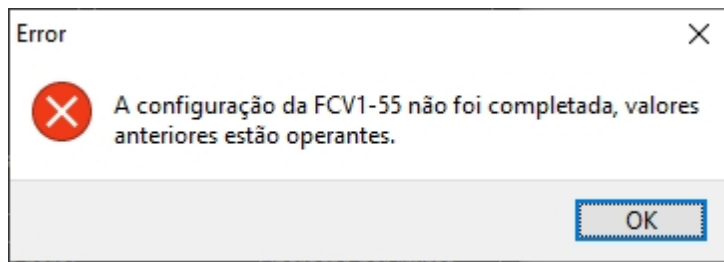 Error
A configuração da FCV1-55 não foi completada, valores
anteriores estão operantes.
OK